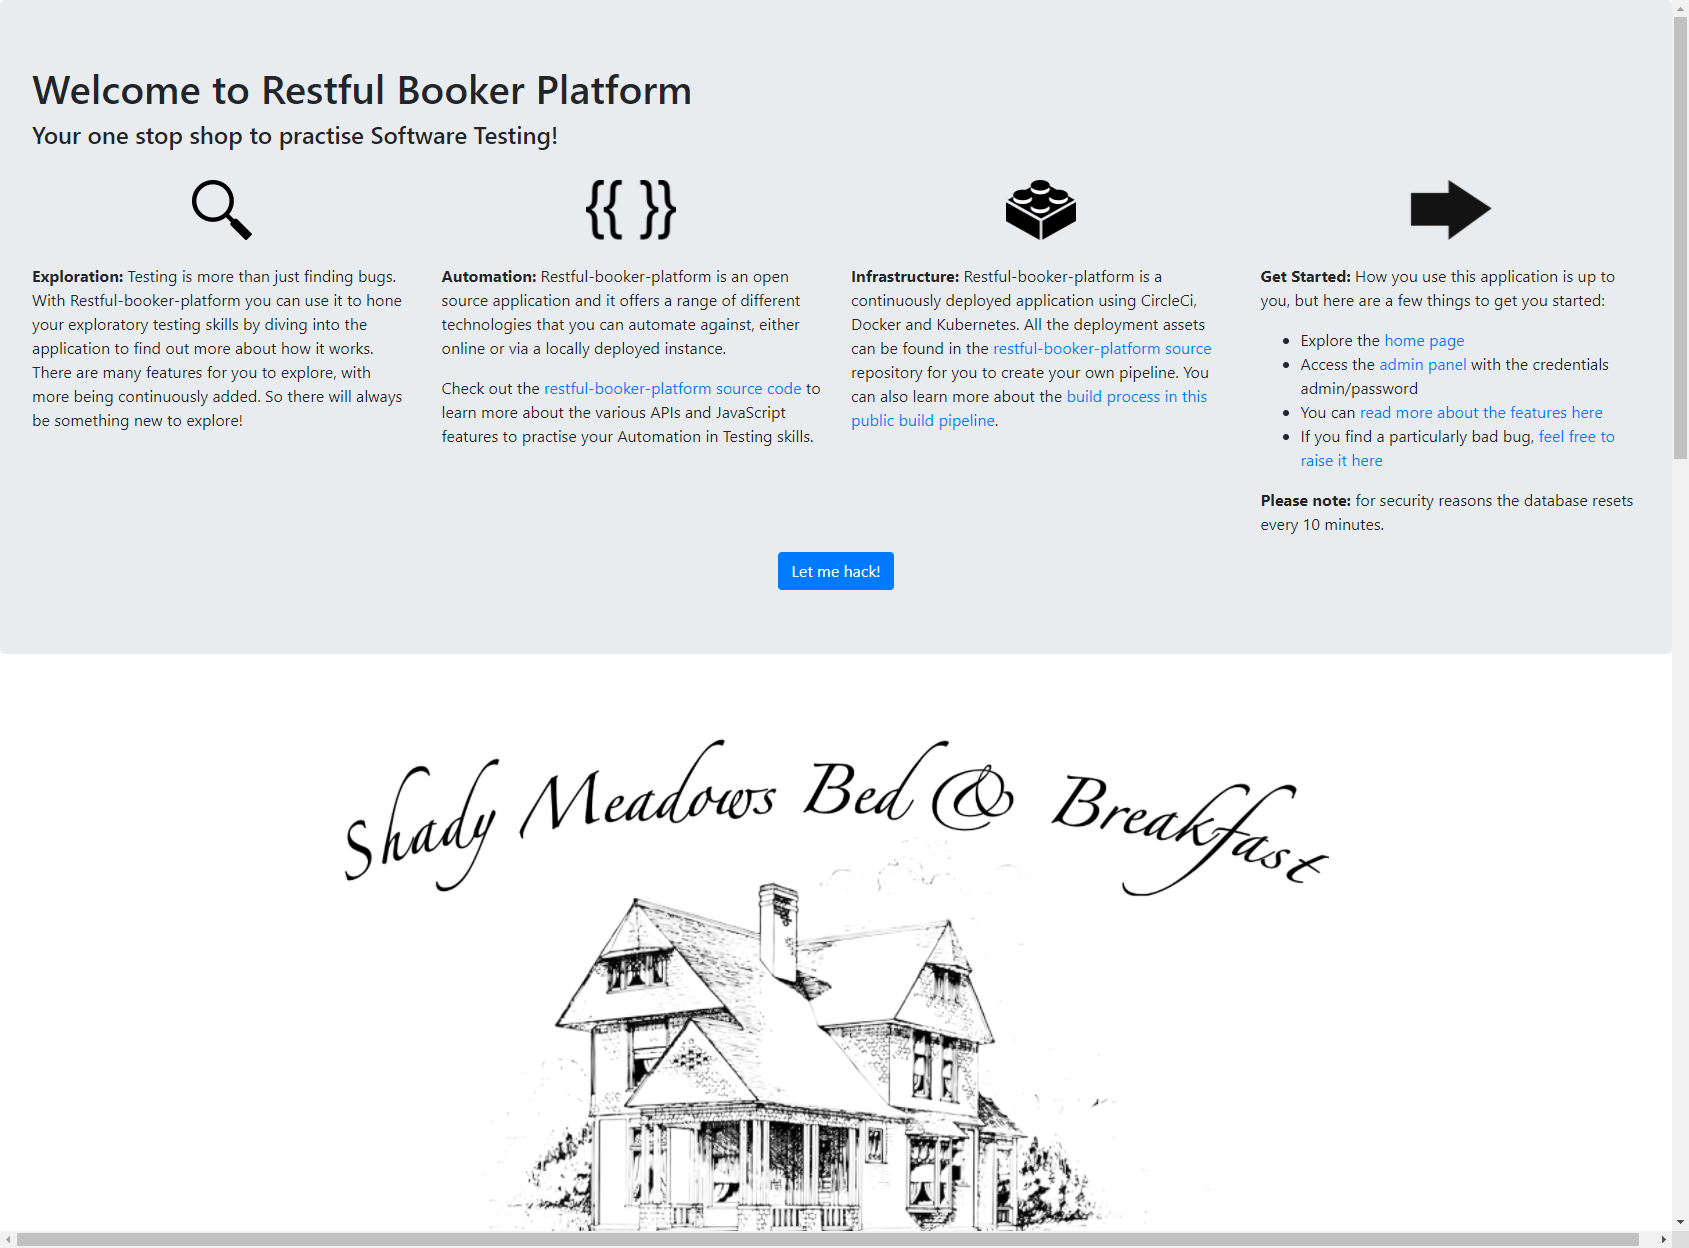 Welcome to Restful Booker Platform
Your one stop shop to practise Software Testing!
{{ }}
Exploration: Testing is more than just finding bugs.
With Restful-booker-platform you can use it to hone
your exploratory testing skills by diving into the
application to find out more about how it works.
There are many features for you to explore, with
more being continuously added. So there will always
be something new to explore!
Automation: Restful-booker-platform is an open
source application and it offers a range of different
technologies that you can automate against, either
online or via a locally deployed instance.
Check out the restful-booker-platform source code to
learn more about the various APIs and JavaScript
features to practise your Automation in Testing skills.
Infrastructure: Restful-booker-platform is a
continuously deployed application using CircleCi,
Docker and Kubernetes. All the deployment assets
can be found in the restful-booker-platform source
repository for you to create your own pipeline. You
can also learn more about the build process in this
public build pipeline.
Get Started: How you use this application is up to
you, but here are a few things to get you started:
• Explore the home page
• Access the admin panel with the credentials
admin/password
• You can read more about the features here
• If you find a particularly bad bug, feel free to
raise it here
Please note: for security reasons the database resets
every 10 minutes.
Let me hack!
Shady Meadows Bed & Breakfast